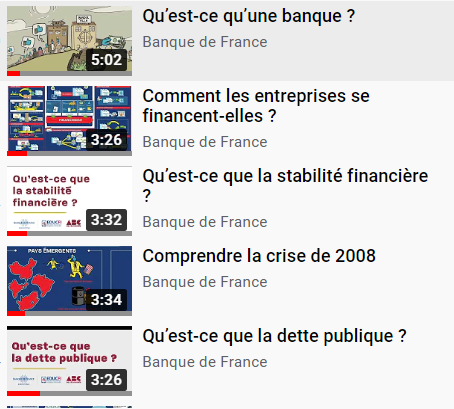 Qu'est-ce qu'une banque ?
Banque de France
5:02
Comment les entreprises se
financent-elles ?
Banque de France
3:26
Qu'est-ce que la stabilité financière
?
Banque de France
Qu'est-ce que
la stabilité
financière ?
3:32
Comprendre la crise de 2008
Banque de France
PAYS ÉMERGENTS
3:34
Qu'est-ce que la dette publique ?
Banque de France
Qu'est-ce que
la dette publique ?
3:26